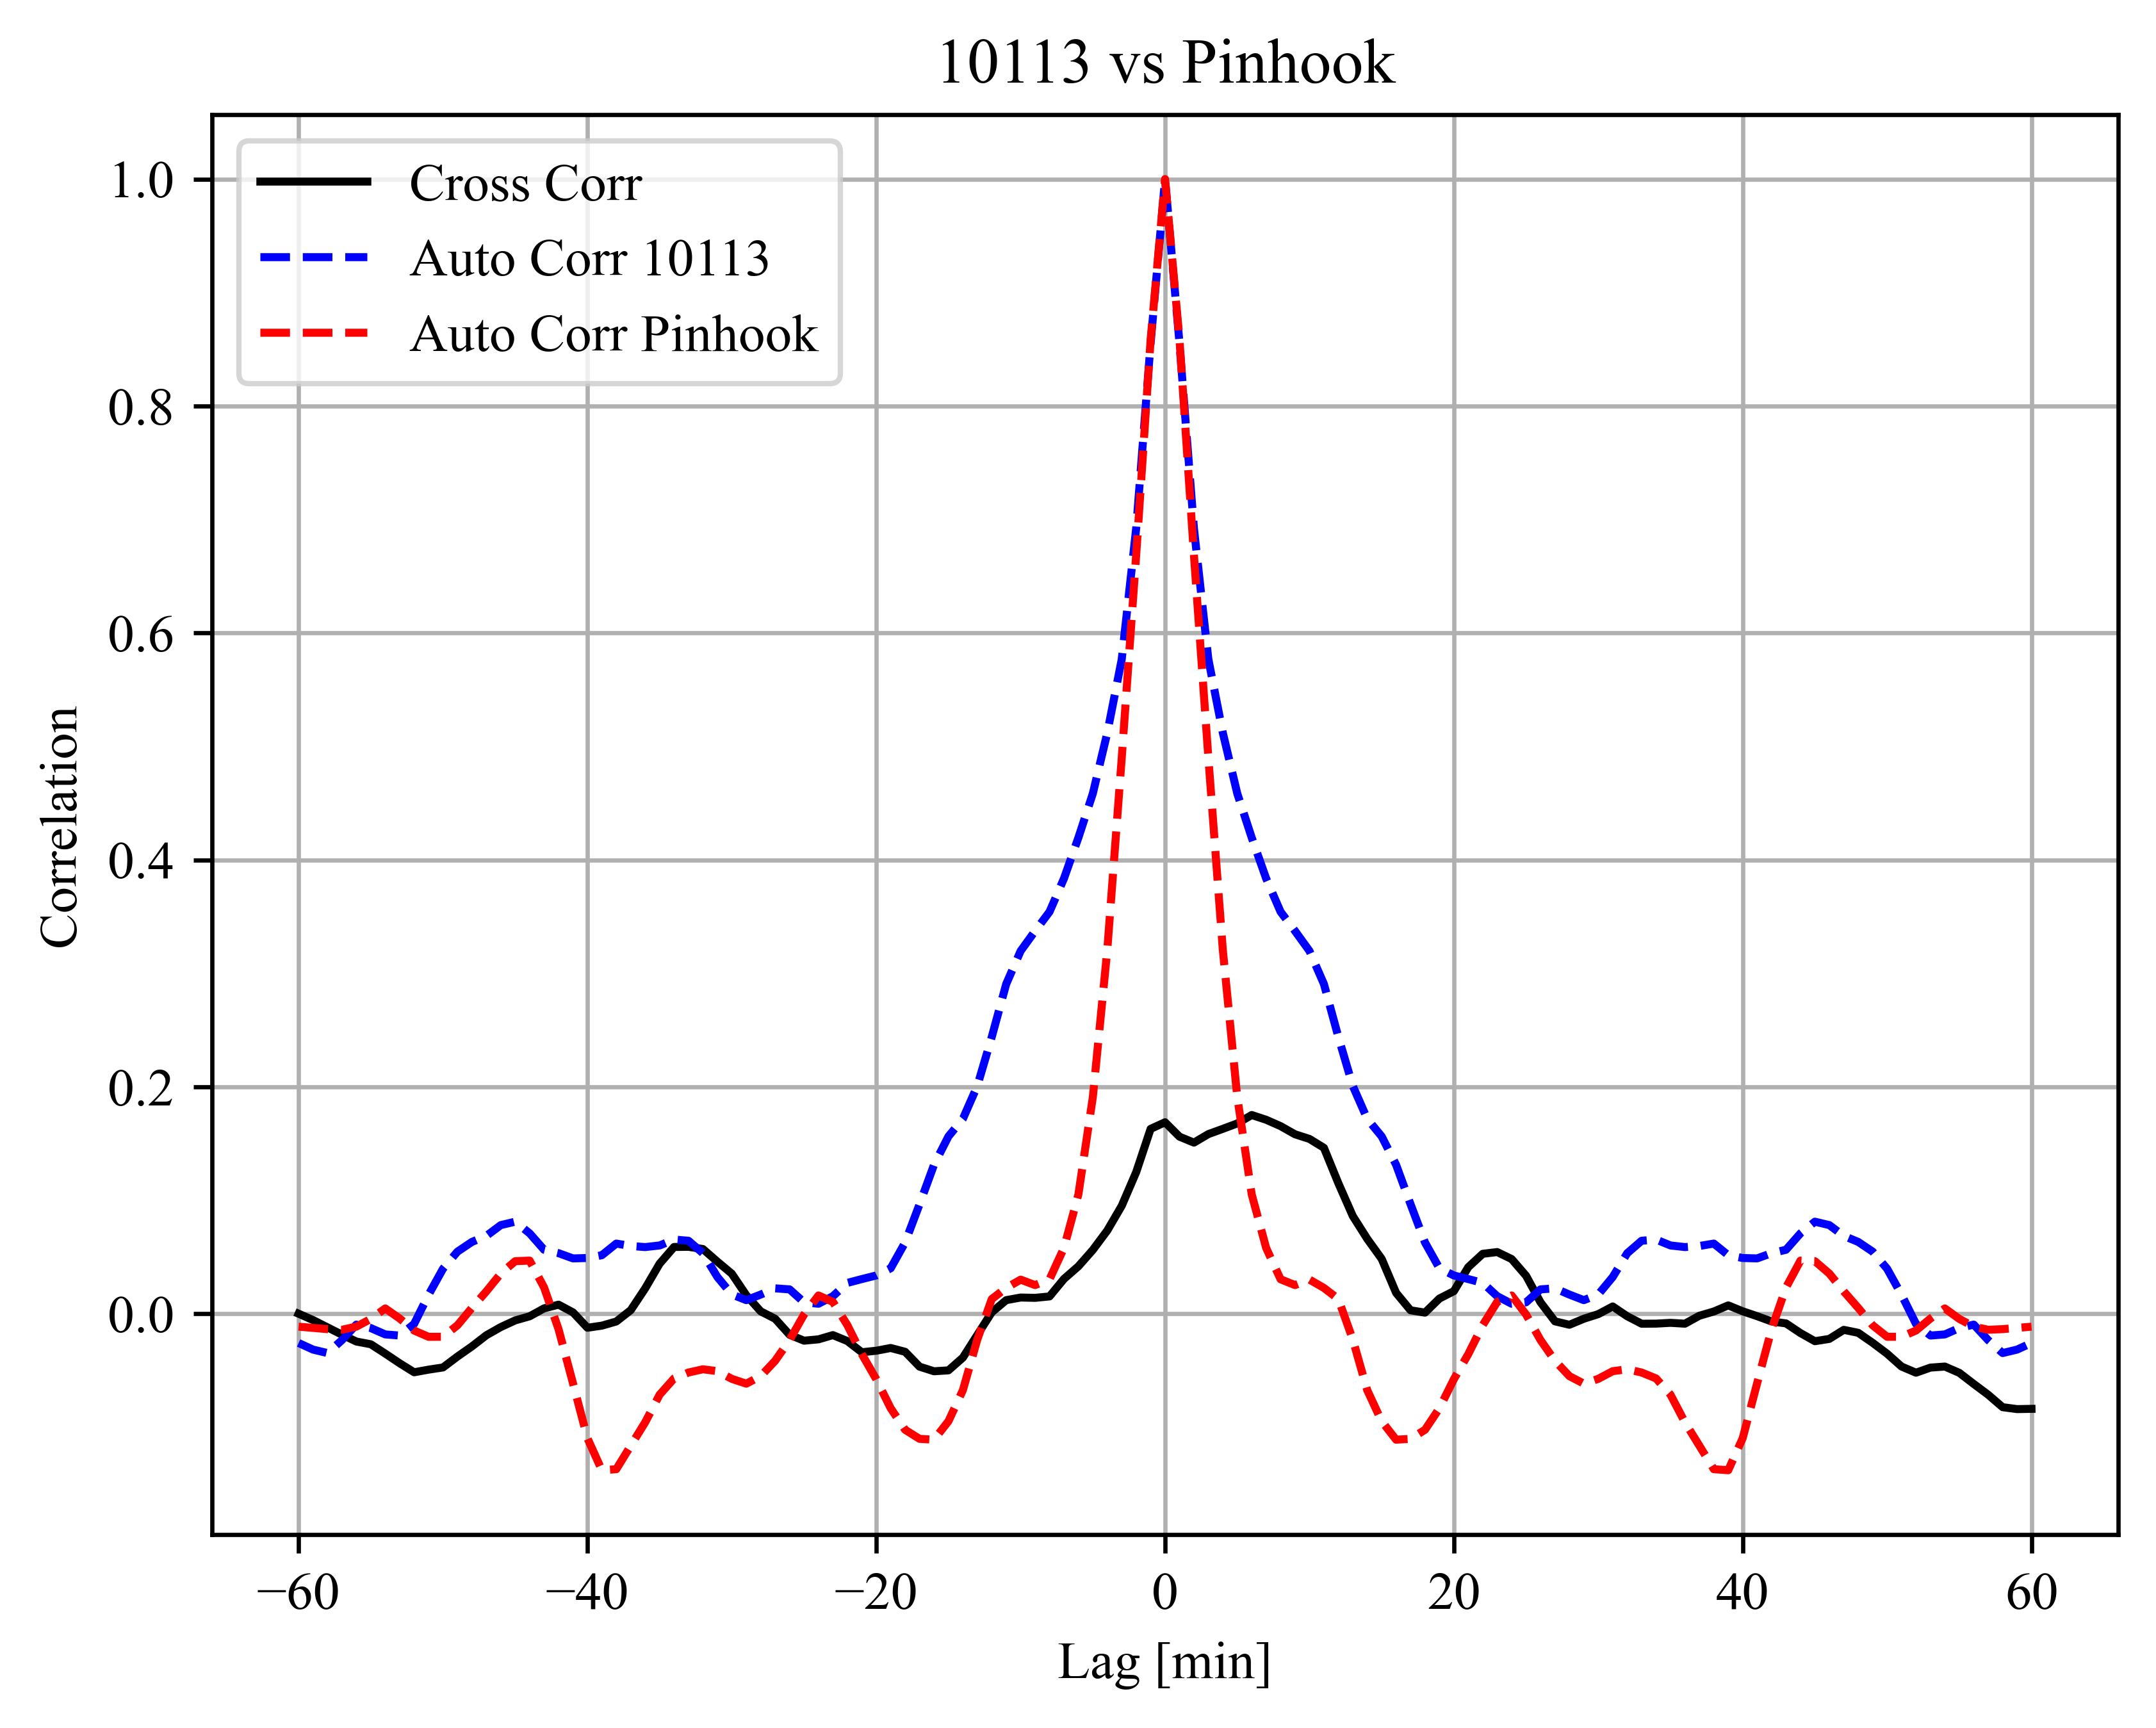 10113 vs Pinhook
Cross Corr
Auto Corr 10113
Auto Corr Pinhook
1.0
0.8
0.6
0.4
0.2
0.0
Correlation
−60 −40 −20 0 20 40 60
Lag [min]